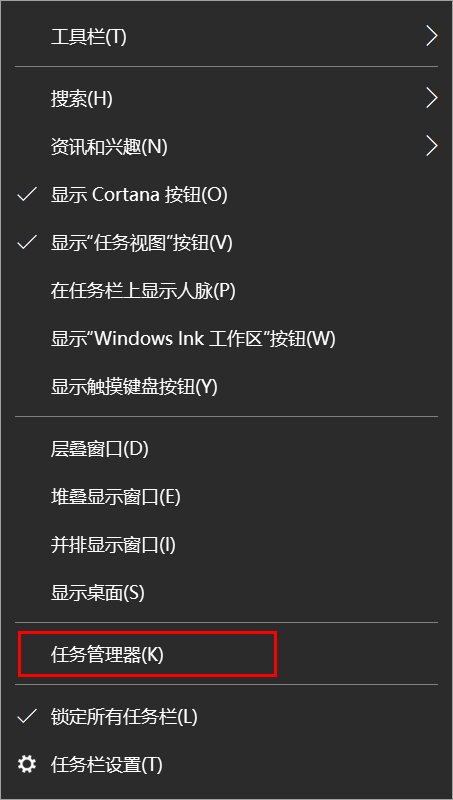 工具栏(T)
搜索(H)
资讯和兴趣(N)
显示 Cortana 按钮(O)
显示“任务视图”按钮(V)
在任务栏上显示人脉(P)
显示“Windows Ink 工作区”按钮(W)
显示触摸键盘按钮(Y)
层叠窗口(D)
堆叠显示窗口(E)
并排显示窗口(I)
显示桌面(S)
任务管理器(K)
锁定所有任务栏(L)
任务栏设置(T)